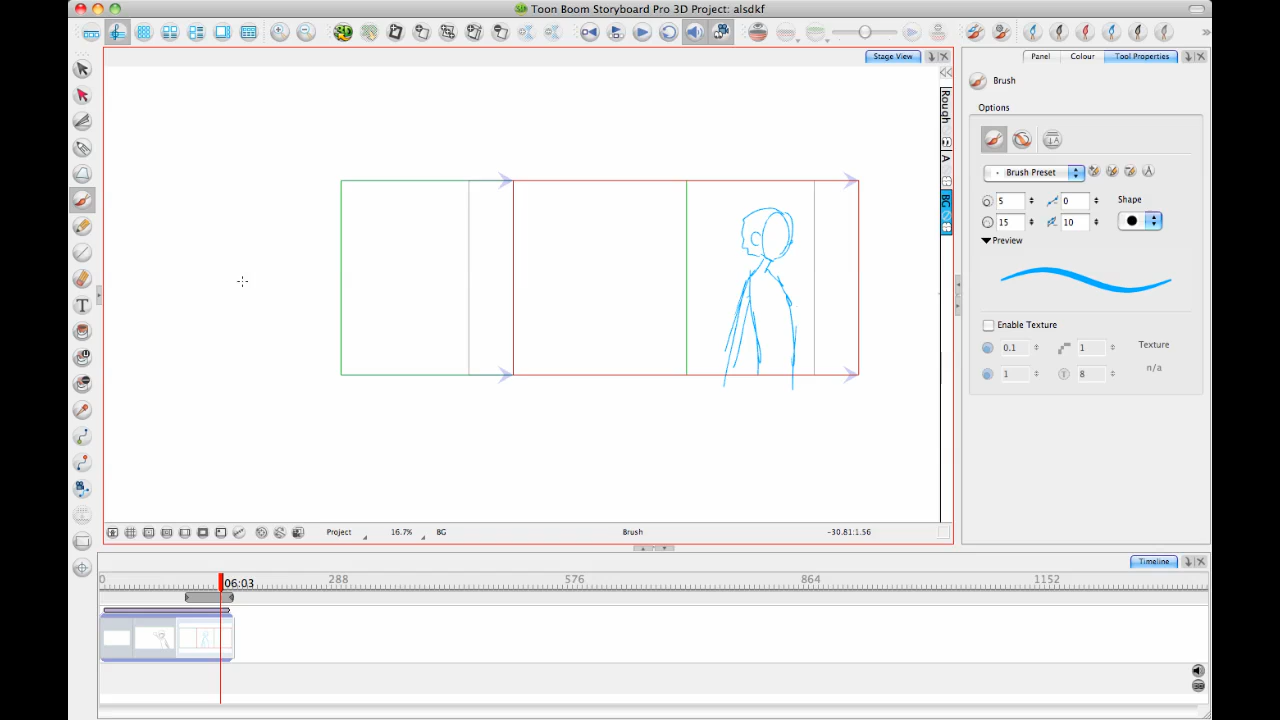 Toon Boom Storyboard Pro 3D Project: alsdkf
Stage View
Panel
Colour
Tool Properties
Brush
Options
Brush Preset
5
0
Shape
15
10
Preview
Enable Texture
0.1
1
Texture
1
8
n/a
Rough
A
BG
T
Project
16.7%
BG
Brush
-30.81:1.56
Timeline
0
06:03
288
576
864
1152